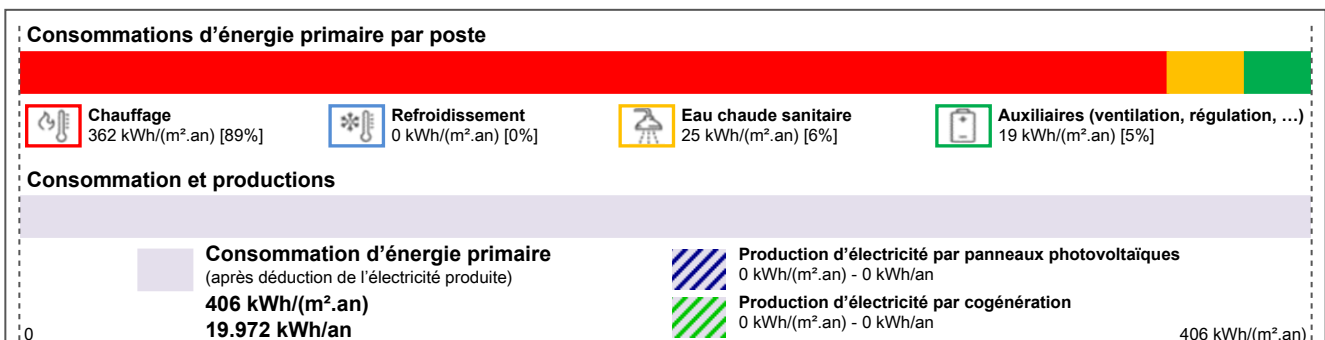 Consommations d’énergie primaire par poste
Chauffage
362 kWh/(m².an) [89%]
Refroidissement
0 kWh/(m².an) [0%]
Eau chaude sanitaire
25 kWh/(m².an) [6%]
Auxiliaires (ventilation, régulation, …)
19 kWh/(m².an) [5%]
Consommation et productions
Consommation d’énergie primaire
(après déduction de l’électricité produite)
406 kWh/(m².an)
19.972 kWh/an
Production d’électricité par panneaux photovoltaïques
0 kWh/(m².an) - 0 kWh/an
Production d’électricité par cogénération
0 kWh/(m².an) - 0 kWh/an
0
406 kWh/(m².an)